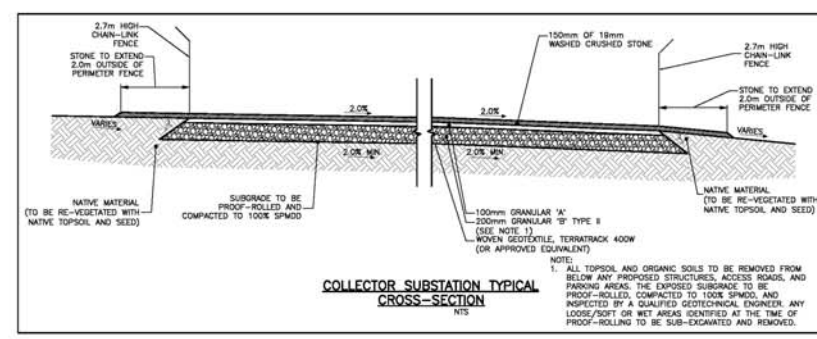 2.7m HIGH
CHAIN-LINK
FENCE
STONE TO EXTEND
2.0m OUTSIDE OF
PERIMETER FENCE
150mm OF 19mm
WASHED CRUSHED STONE
2.7m HIGH
CHAIN-LINK
FENCE
STONE TO EXTEND
2.0m OUTSIDE OF
PERIMETER FENCE
2.0%
2.0%
VARIES
VARIES
2.0% MIN
2.0% MIN.
NATIVE MATERIAL
(TO BE RE-VEGETATED WITH
NATIVE TOPSOIL AND SEED)
SUBGRADE TO BE
PROOF-ROLLED AND
COMPACTED TO 100% SPMDD
100mm GRANULAR 'A'
200mm GRANULAR 'B' TYPE II
(SEE NOTE 1)
WOVEN GEOTEXTILE, TERRATRACK 400W
(OR APPROVED EQUIVALENT)
NATIVE MATERIAL
(TO BE RE-VEGETATED WITH
NATIVE TOPSOIL AND SEED)
COLLECTOR SUBSTATION TYPICAL
CROSS-SECTION
NTS
NOTE:
1. ALL TOPSOIL AND ORGANIC SOILS TO BE REMOVED FROM
BELOW ANY PROPOSED STRUCTURES, ACCESS ROADS, AND
PARKING AREAS. THE EXPOSED SUBGRADE TO BE
PROOF-ROLLED, COMPACTED TO 100% SPMDD, AND
INSPECTED BY A QUALIFIED GEOTECHNICAL ENGINEER. ANY
LOOSE/SOFT OR WET AREAS IDENTIFIED AT THE TIME OF
PROOF-ROLLING TO BE SUB-EXCAVATED AND REMOVED.